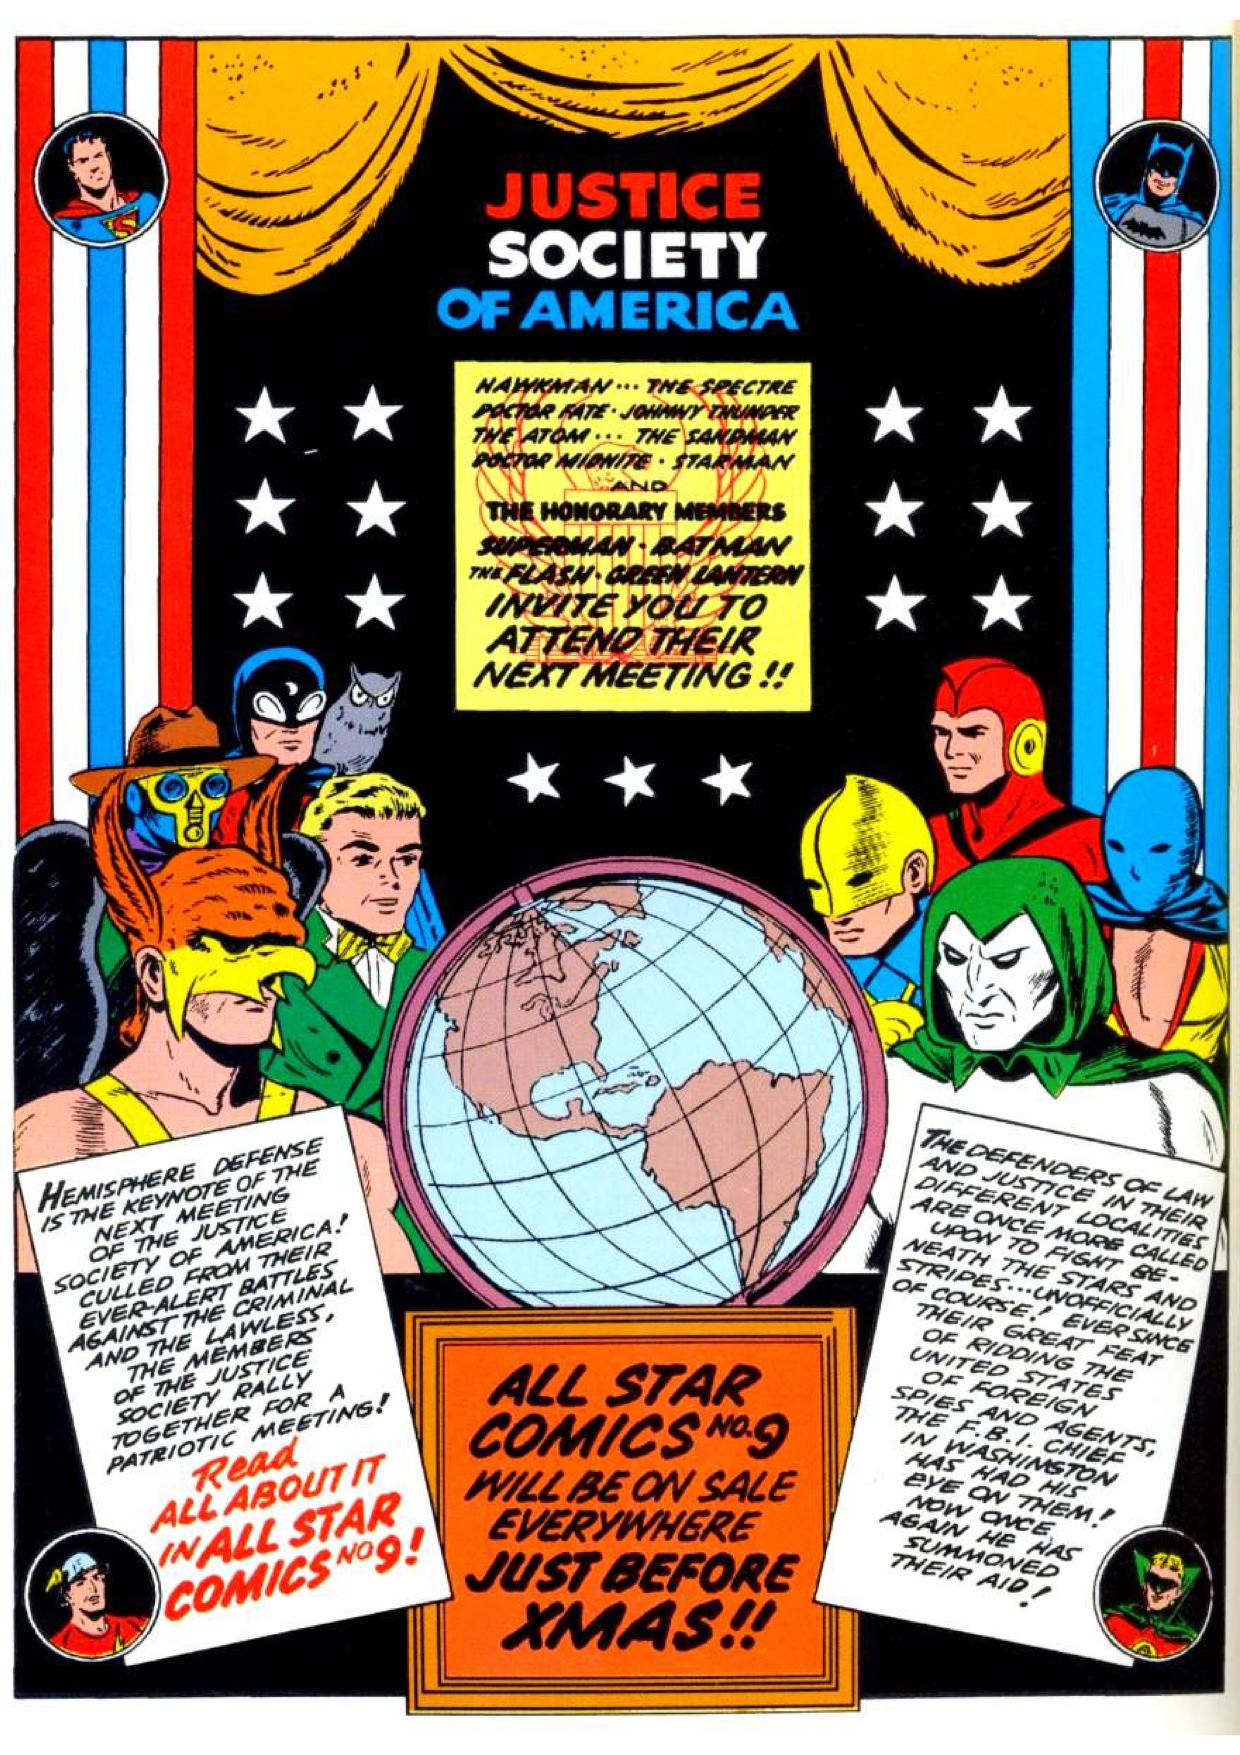 JUSTICE
SOCIETY
OF AMERICA
HAWKMAN ... THE SPECTRE
DOCTOR FATE · JOHNNY THUNDER
THE ATOM ... THE SANDMAN
DOCTOR MIDNITE · STARMAN
AND
THE HONORARY MEMBERS
SUPERMAN · BATMAN
THE FLASH · GREEN LANTERN
INVITE YOU TO
ATTEND THEIR
NEXT MEETING!!
HEMISPHERE DEFENSE
IS THE KEYNOTE OF THE
NEXT MEETING
OF THE JUSTICE
SOCIETY OF AMERICA!
CULLED FROM THEIR
EVER-ALERT BATTLES
AGAINST THE CRIMINAL
AND THE LAWLESS,
THE MEMBERS
OF THE JUSTICE
SOCIETY RALLY
TOGETHER FOR A
PATRIOTIC MEETING!
Read
ALL ABOUT IT
IN ALL STAR
COMICS NO 9!
ALL STAR
COMICS NO. 9
WILL BE ON SALE
EVERYWHERE
JUST BEFORE
XMAS!!
THE DEFENDERS OF LAW
AND JUSTICE IN THEIR
DIFFERENT LOCALITIES
ARE ONCE MORE CALLED
UPON TO FIGHT BE-
NEATH THE STARS AND
STRIPES...UNOFFICIALLY
OF COURSE! EVER SINCE
THEIR GREAT FEAT
OF RIDDING THE
UNITED STATES
OF FOREIGN
SPIES AND AGENTS,
THE F.B.I. CHIEF
IN WASHINGTON
HAS HAD HIS
EYE ON THEM!
NOW ONCE
AGAIN HE HAS
SUMMONED
THEIR AID!